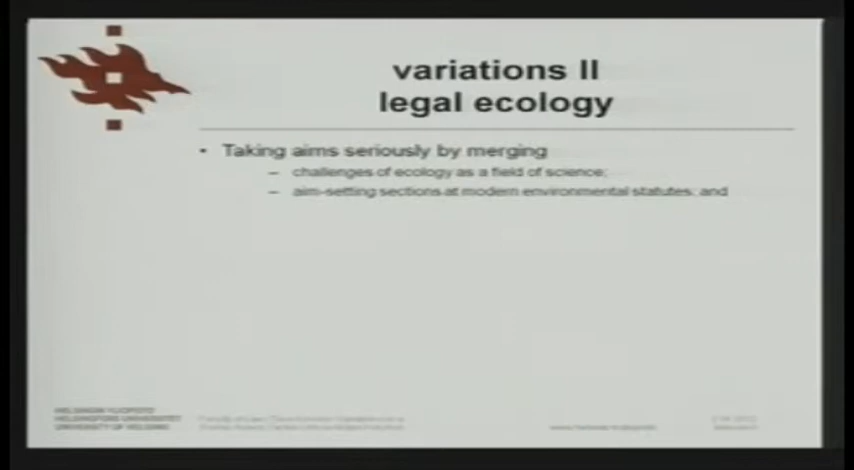 variations II
legal ecology
• Taking aims seriously by merging
– challenges of ecology as a field of science;
– aim-setting sections at modern environmental statutes; and
HELSINGIN YLIOPISTO
HELSINGFORS UNIVERSITET
UNIVERSITY OF HELSINKI